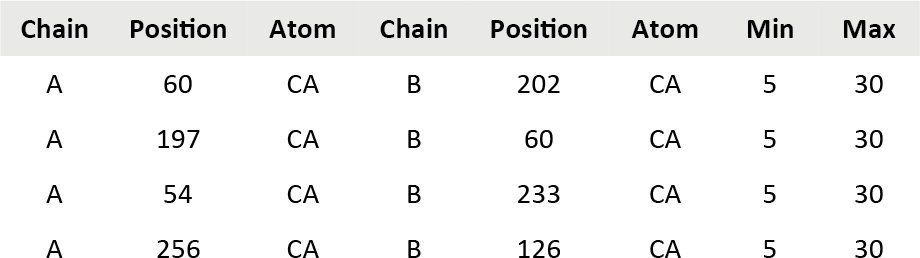 Chain Position Atom Chain Position Atom Min Max
A 60 CA B 202 CA 5 30
A 197 CA B 60 CA 5 30
A 54 CA B 233 CA 5 30
A 256 CA B 126 CA 5 30